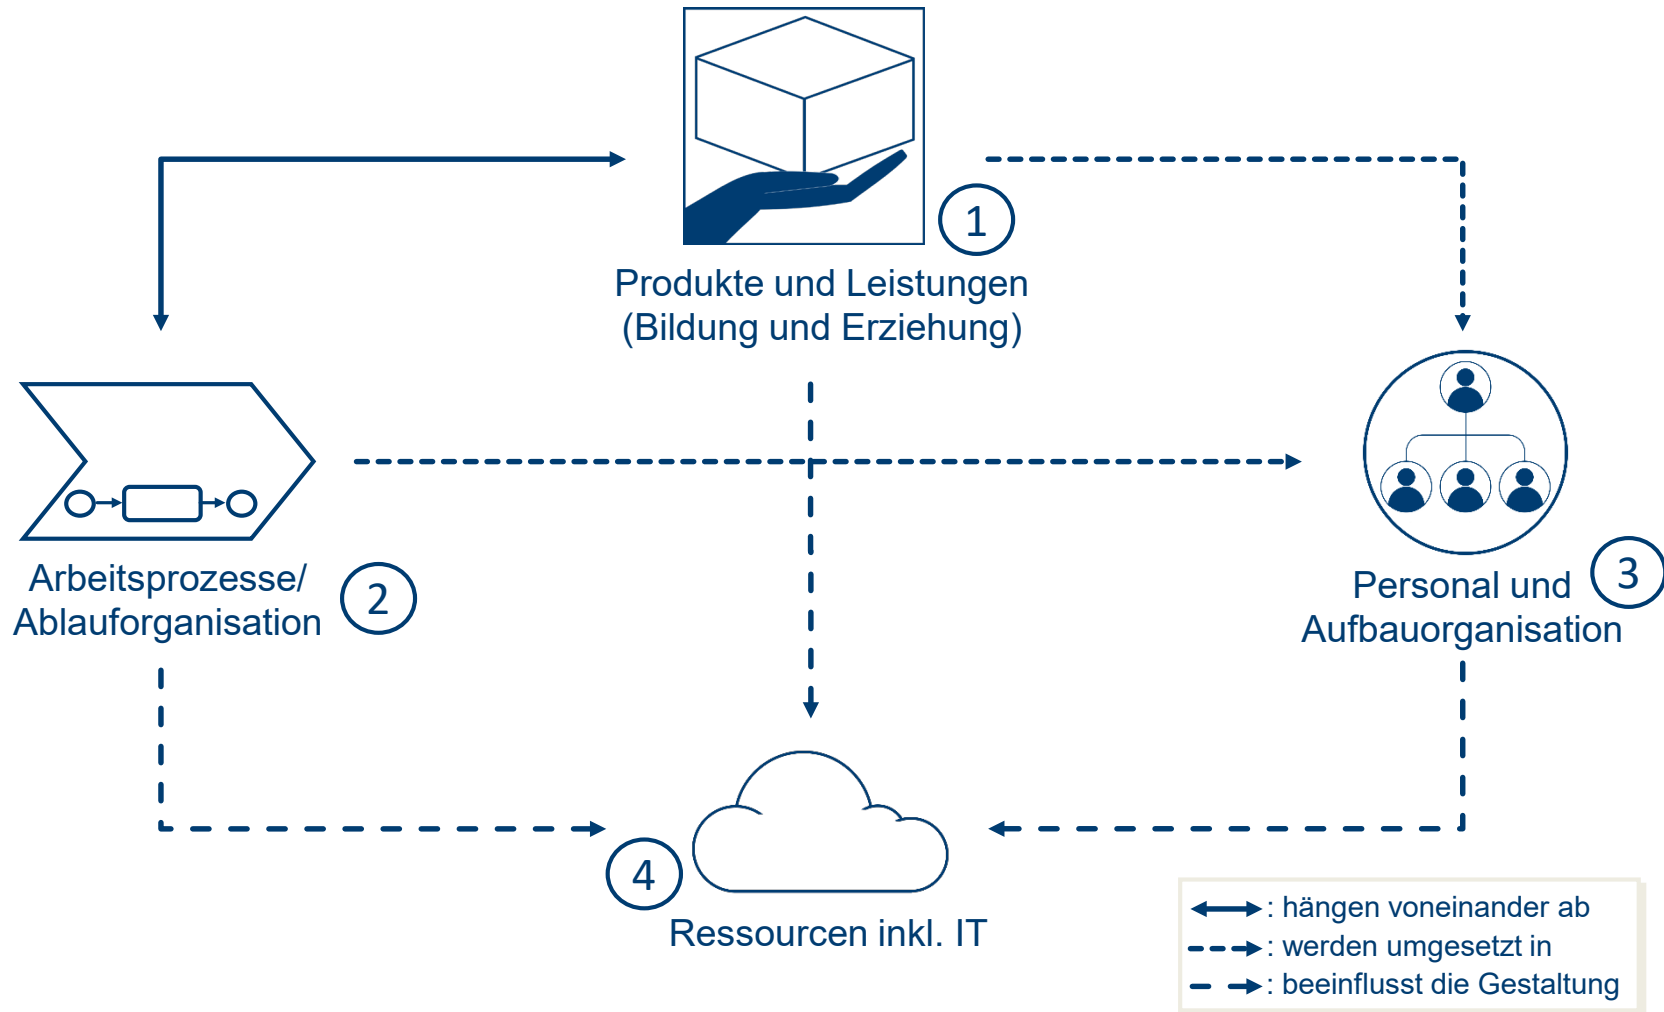 1
Produkte und Leistungen
(Bildung und Erziehung)
Arbeitsprozesse/
Ablauforganisation
2
3
Personal und
Aufbauorganisation
4
Ressourcen inkl. IT
: hängen voneinander ab
: werden umgesetzt in
: beeinflusst die Gestaltung